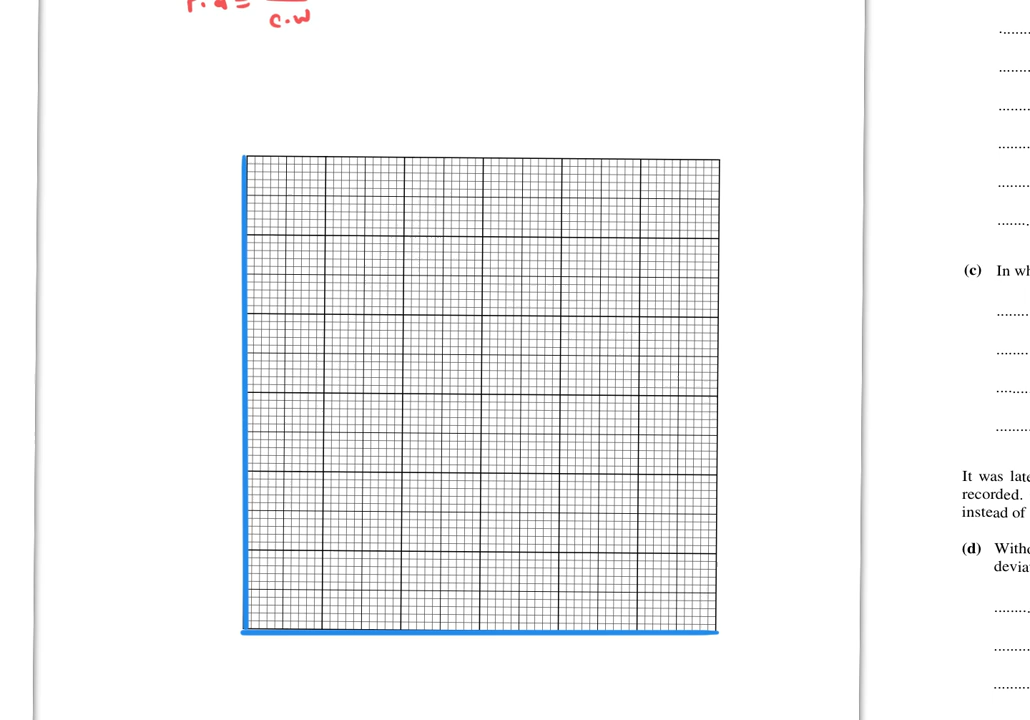 f.d =
c.w
(c) In wh
It was late
recorded.
instead of
(d) Witho
devia